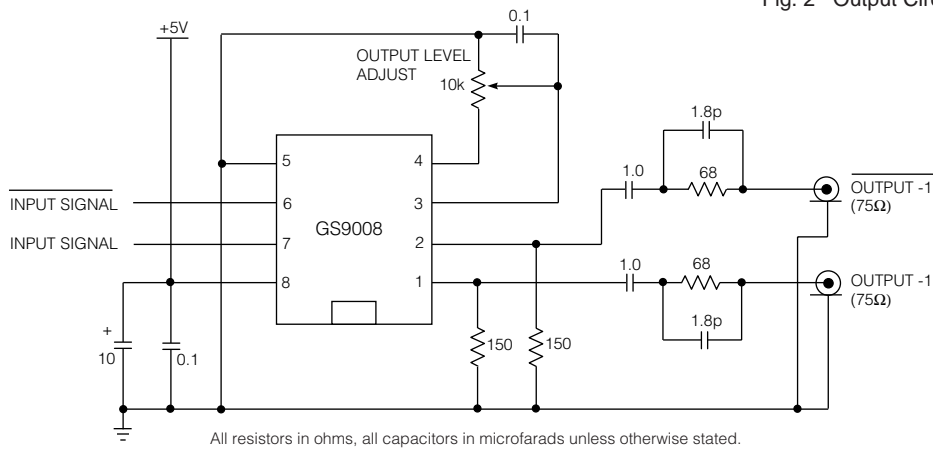 Fig. 2 Output Circ
+5V
0.1
OUTPUT LEVEL
ADJUST
10k
1.8p
5
4
1.0
68
INPUT SIGNAL
6
3
OUTPUT -1
(75Ω)
GS9008
INPUT SIGNAL
7
2
1.0
68
8
1
OUTPUT -1
(75Ω)
+
10
0.1
150
150
1.8p
All resistors in ohms, all capacitors in microfarads unless otherwise stated.